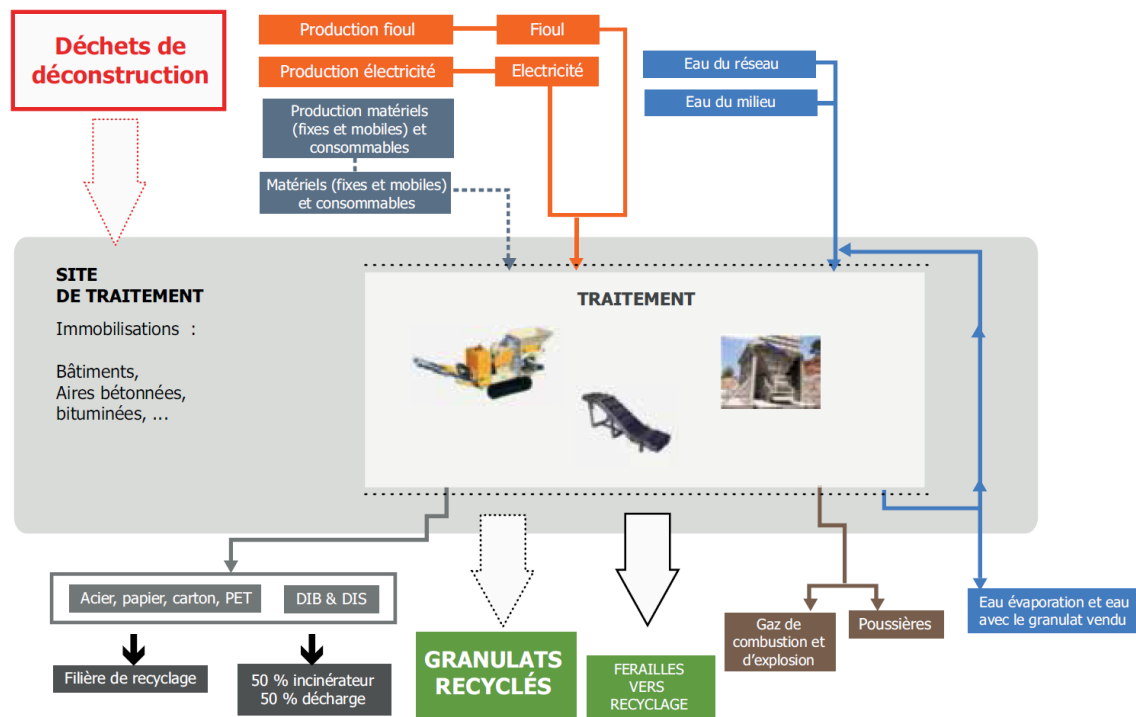 Déchets de
déconstruction
Production fioul
Fioul
Production électricité
Electricité
Production matériels
(fixes et mobiles) et
consommables
Matériels (fixes et mobiles)
et consommables
Eau du réseau
Eau du milieu
SITE
DE TRAITEMENT
Immobilisations :
Bâtiments,
Aires bétonnées,
bituminées, ...
TRAITEMENT
Acier, papier, carton, PET
DIB & DIS
Filière de recyclage
50 % incinérateur
50 % décharge
GRANULATS
RECYCLÉS
FERAILLES
VERS
RECYCLAGE
Gaz de
combustion et
d'explosion
Poussières
Eau évaporation et eau
avec le granulat vendu